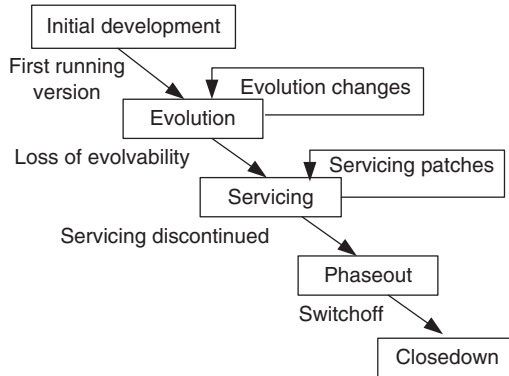 Initial development
First running
version
Evolution changes
Evolution
Loss of evolvability
Servicing patches
Servicing
Servicing discontinued
Phaseout
Switchoff
Closedown